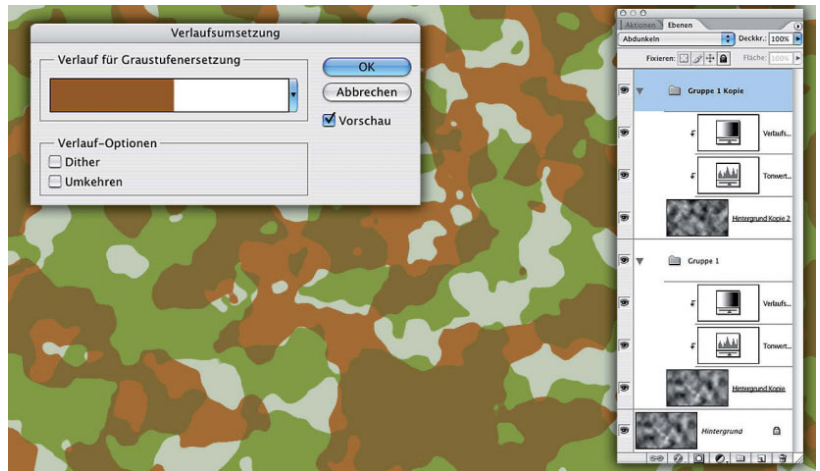 Verlaufsumsetzung
Verlauf für Graustufenersetzung
OK
Abbrechen
Vorschau
Verlauf-Optionen
Dither
Umkehren
Aktionen Ebenen
Abdunkeln Deckkr.: 100%
Fixieren: Fläche: 100%
Gruppe 1 Kopie
Verlaufs...
Tonwert...
Hintergrund Kopie 2
Gruppe 1
Verlaufs...
Tonwert...
Hintergrund Kopie
Hintergrund